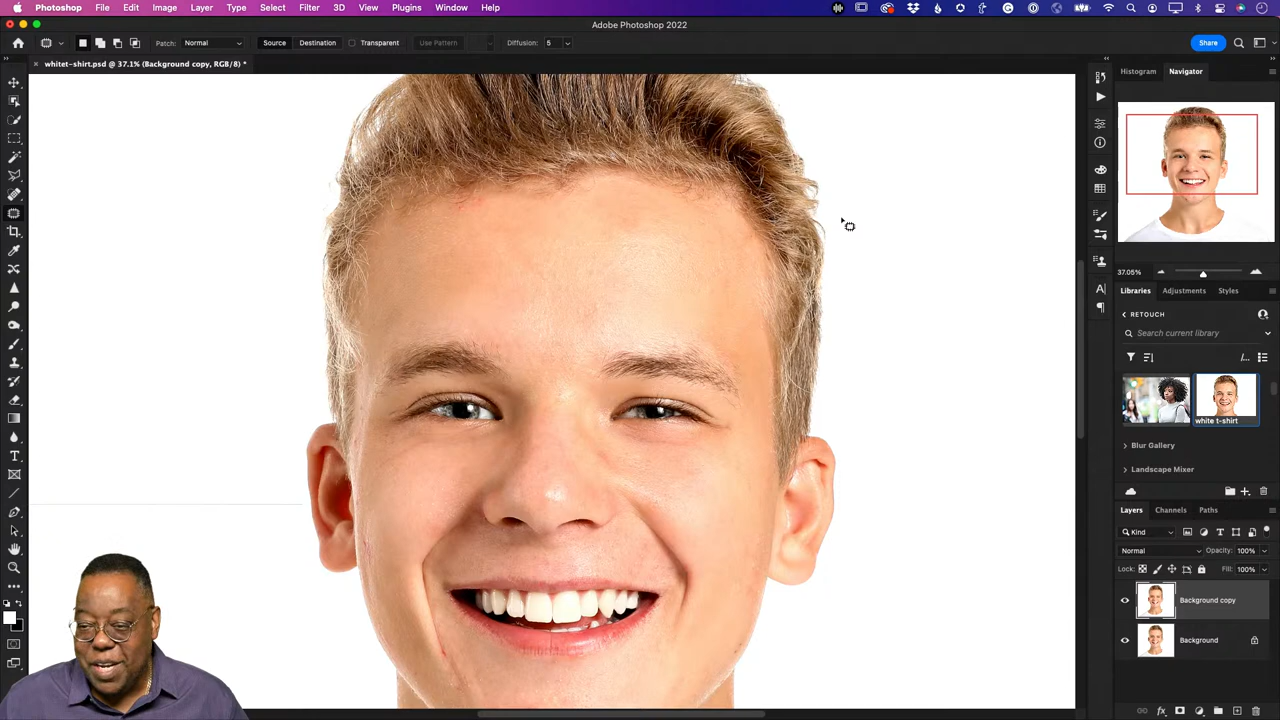 Photoshop File Edit Image Layer Type Select Filter 3D View Plugins Window Help
Adobe Photoshop 2022
Patch: Normal Source Destination Transparent Use Pattern Diffusion: 5 Share
whitet-shirt.psd @ 37.1% (Background copy, RGB/8) *
Histogram Navigator
37.05%
Libraries Adjustments Styles
RETOUCH
Search current library
white t-shirt
Blur Gallery
Landscape Mixer
Layers Channels Paths
Kind
Normal Opacity: 100%
Lock: Fill: 100%
Background copy
Background